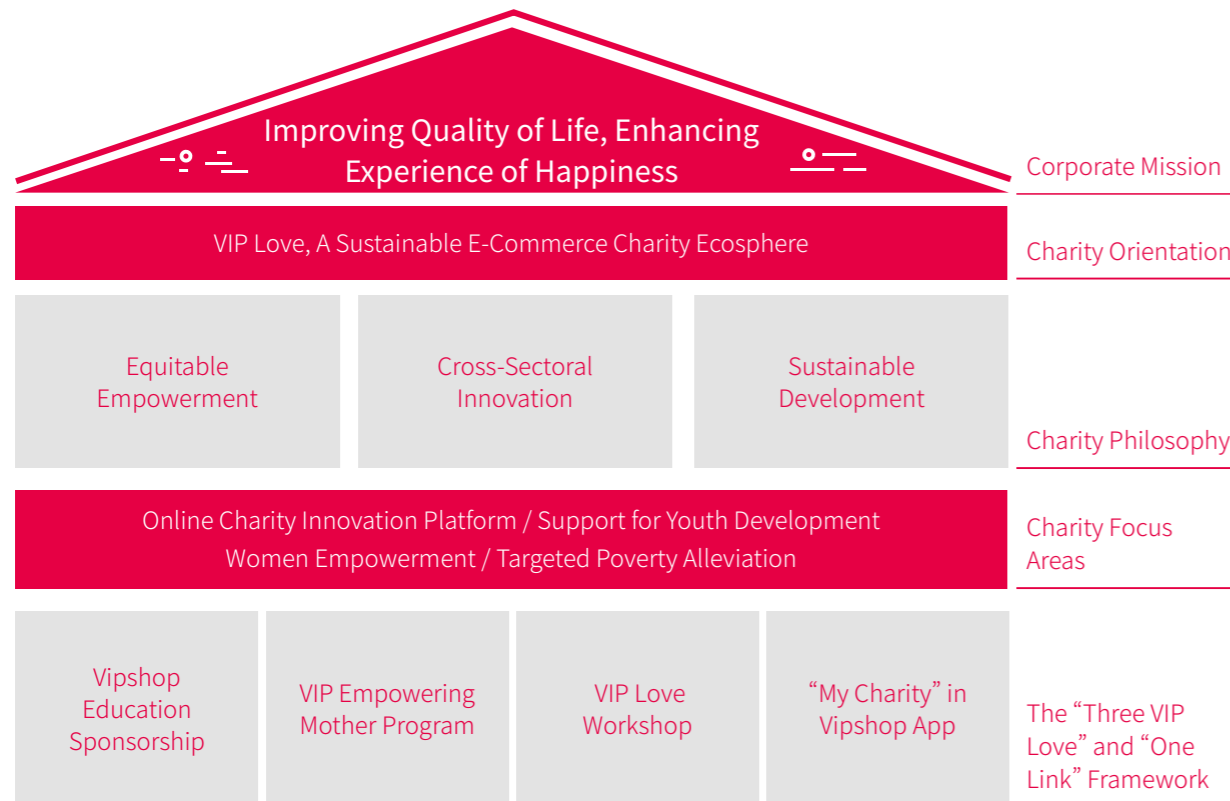 Improving Quality of Life, Enhancing
Experience of Happiness
Corporate Mission
VIP Love, A Sustainable E-Commerce Charity Ecosphere
Charity Orientation
Equitable
Empowerment
Cross-Sectoral
Innovation
Sustainable
Development
Charity Philosophy
Online Charity Innovation Platform / Support for Youth Development
Women Empowerment / Targeted Poverty Alleviation
Charity Focus
Areas
Vipshop
Education
Sponsorship
VIP Empowering
Mother Program
VIP Love
Workshop
“My Charity” in
Vipshop App
The “Three VIP
Love” and “One
Link” Framework